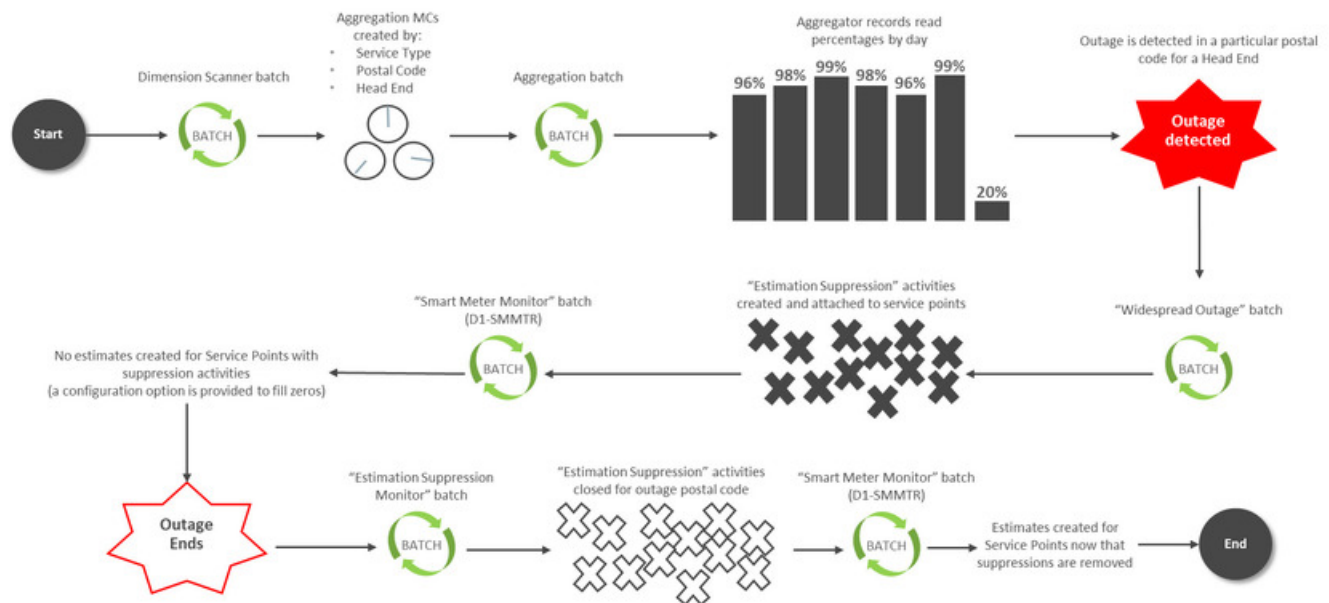 Start
Dimension Scanner batch
BATCH
Aggregation MCs
created by:
• Service Type
• Postal Code
• Head End
Aggregation batch
BATCH
Aggregator records read
percentages by day
96%
98%
99%
98%
96%
99%
20%
Outage is detected in a particular postal
code for a Head End
Outage
detected
"Widespread Outage" batch
BATCH
"Estimation Suppression" activities
created and attached to service points
"Smart Meter Monitor" batch
(D1-SMMTR)
BATCH
No estimates created for Service Points with
suppression activities
(a configuration option is provided to fill zeros)
Outage
Ends
"Estimation Suppression
Monitor" batch
BATCH
"Estimation Suppression" activities
closed for outage postal code
"Smart Meter Monitor" batch
(D1-SMMTR)
BATCH
Estimates created for
Service Points now that
suppressions are removed
End